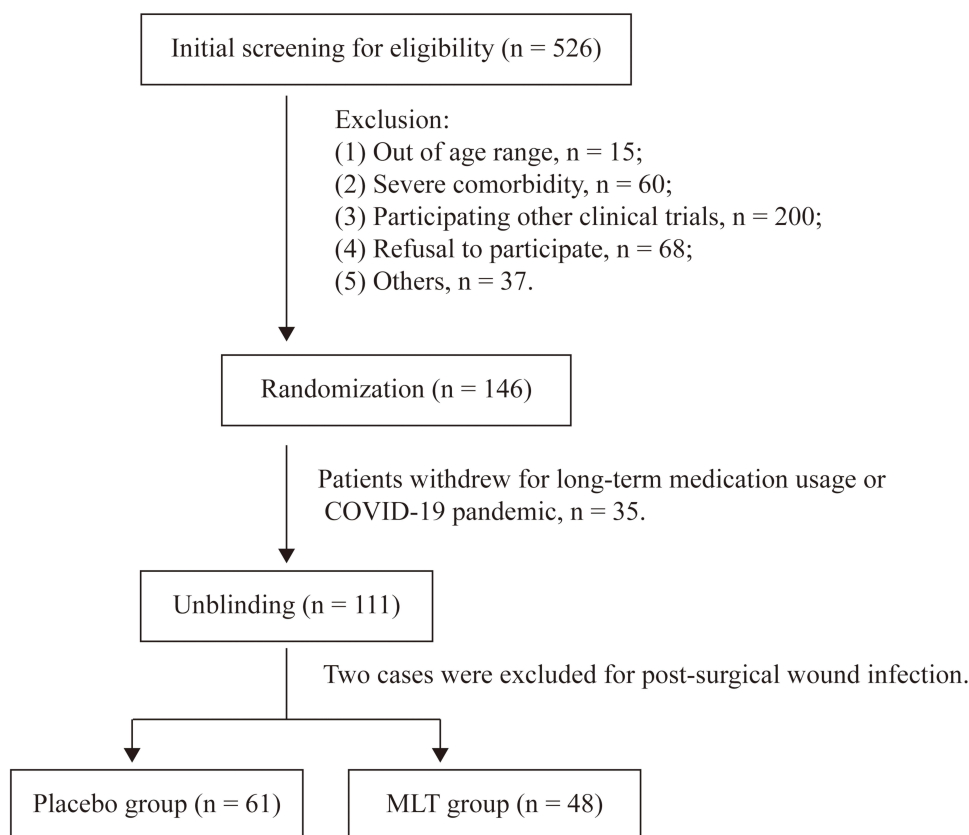 Initial screening for eligibility (n = 526)
Exclusion:
(1) Out of age range, n = 15;
(2) Severe comorbidity, n = 60;
(3) Participating other clinical trials, n = 200;
(4) Refusal to participate, n = 68;
(5) Others, n = 37.
Randomization (n = 146)
Patients withdrew for long-term medication usage or
COVID-19 pandemic, n = 35.
Unblinding (n = 111)
Two cases were excluded for post-surgical wound infection.
Placebo group (n = 61)
MLT group (n = 48)